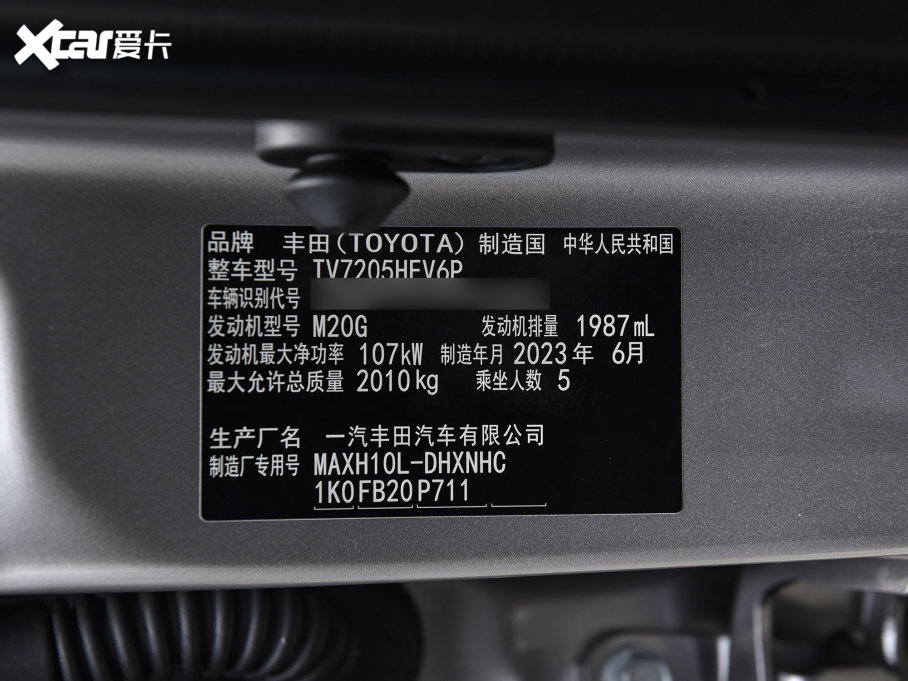 Xcar爱卡
品牌 丰田(TOYOTA) 制造国 中华人民共和国
整车型号 TV7205HEV6P
车辆识别代号
发动机型号 M20G 发动机排量 1987mL
发动机最大净功率 107kW 制造年月 2023年 6月
最大允许总质量 2010kg 乘坐人数 5
生产厂名 一汽丰田汽车有限公司
制造厂专用号 MAXH10L-DHXNHC
1K0FB20P711